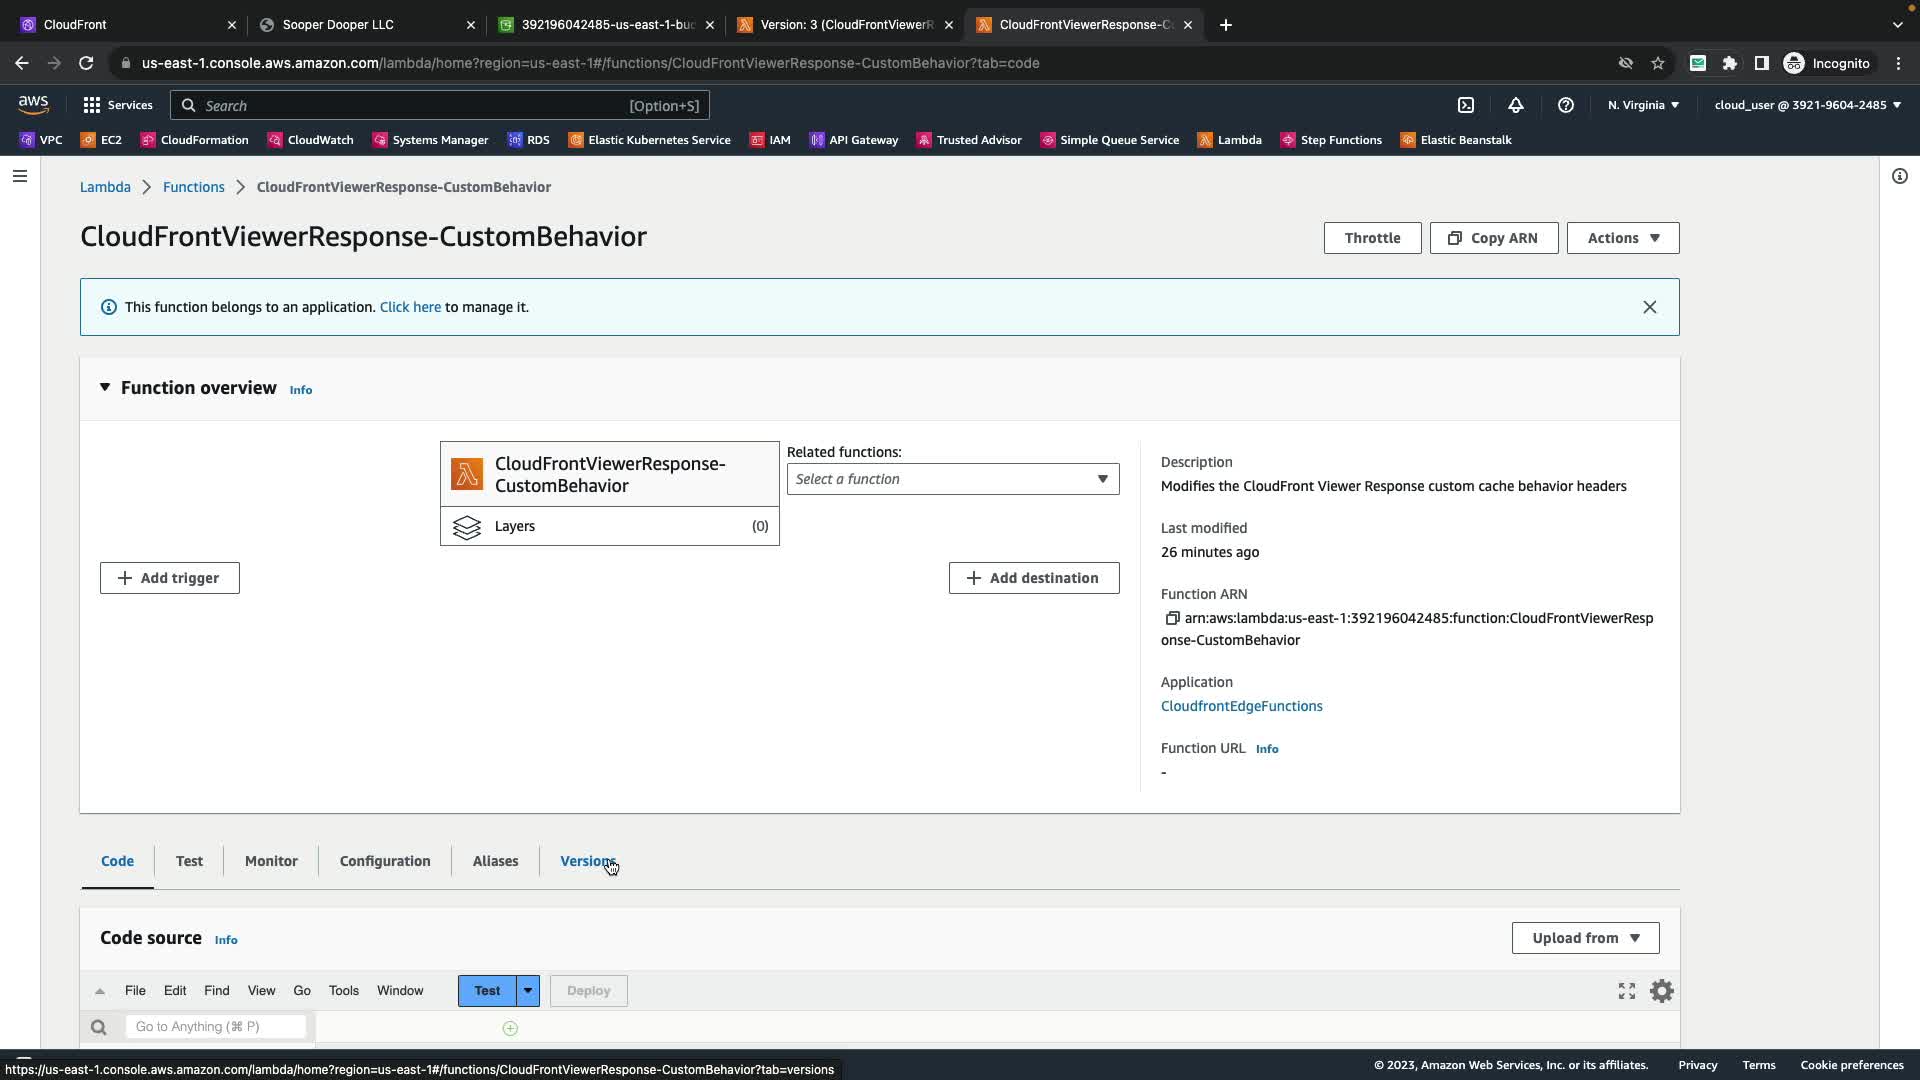 CloudFront
Sooper Dooper LLC
392196042485-us-east-1-buc
Version: 3 (CloudFrontViewerR
CloudFrontViewerResponse-C
us-east-1.console.aws.amazon.com/lambda/home?region=us-east-1#/functions/CloudFrontViewerResponse-CustomBehavior?tab=code
Incognito
aws
Services
Search
[Option+S]
N. Virginia
cloud_user @ 3921-9604-2485
VPC
EC2
CloudFormation
CloudWatch
Systems Manager
RDS
Elastic Kubernetes Service
IAM
API Gateway
Trusted Advisor
Simple Queue Service
Lambda
Step Functions
Elastic Beanstalk
Lambda > Functions > CloudFrontViewerResponse-CustomBehavior
CloudFrontViewerResponse-CustomBehavior
Throttle
Copy ARN
Actions
This function belongs to an application. Click here to manage it.
Function overview Info
CloudFrontViewerResponse-
CustomBehavior
Layers (0)
Related functions:
Select a function
+ Add trigger
+ Add destination
Description
Modifies the CloudFront Viewer Response custom cache behavior headers
Last modified
26 minutes ago
Function ARN
arn:aws:lambda:us-east-1:392196042485:function:CloudFrontViewerResp
onse-CustomBehavior
Application
CloudfrontEdgeFunctions
Function URL Info
-
Code
Test
Monitor
Configuration
Aliases
Versions
Code source Info
Upload from
File
Edit
Find
View
Go
Tools
Window
Test
Deploy
Go to Anything (⌘ P)
https://us-east-1.console.aws.amazon.com/lambda/home?region=us-east-1#/functions/CloudFrontViewerResponse-CustomBehavior?tab=versions
© 2023, Amazon Web Services, Inc. or its affiliates.
Privacy
Terms
Cookie preferences